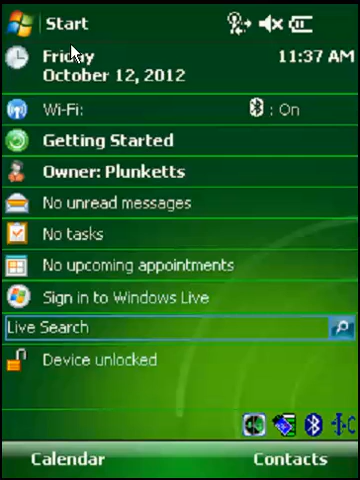 Start
Friday
October 12, 2012
11:37 AM
Wi-Fi:
: On
Getting Started
Owner: Plunketts
No unread messages
No tasks
No upcoming appointments
Sign in to Windows Live
Live Search
Device unlocked
Calendar
Contacts